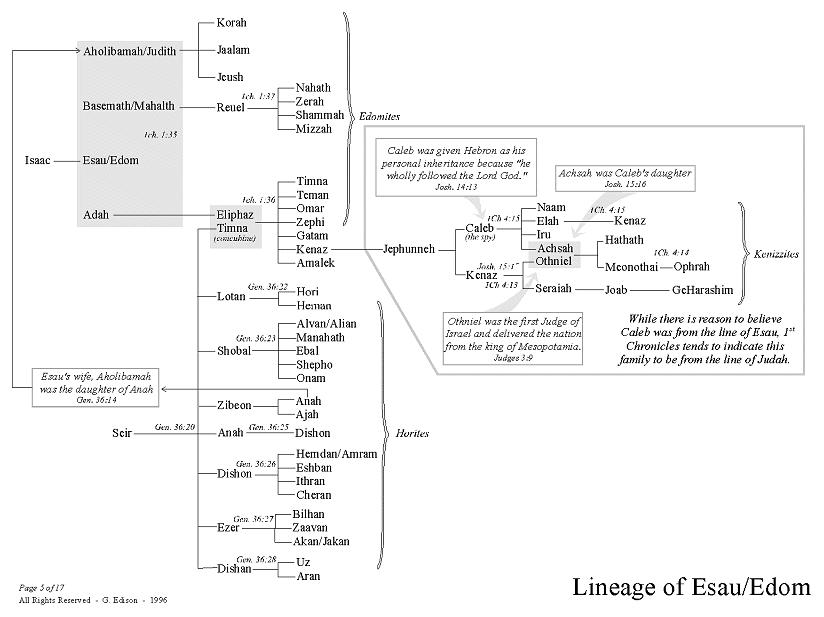 Korah
Aholibamah/Judith
Jaalam
Jeush
1ch. 1:37
Nahath
Basemath/Mahalth
Reuel
Zerah
Shammah
Mizzah
Edomites
1ch. 1:35
Isaac
Esau/Edom
Caleb was given Hebron as his
personal inheritance because "he
wholly followed the Lord God."
Josh. 14:13
Achsah was Caleb's daughter
Josh. 15:16
1ch. 1:36
Timna
Teman
Omar
Zephi
Gatam
Kenaz
Amalek
Adah
Eliphaz
Timna
(concubine)
Jephunneh
Caleb
(the spy)
1Ch 4:15
Naam
Elah
1Ch. 4:15
Kenaz
Iru
Achsah
Othniel
Hathath
1Ch. 4:14
Meonothai
Ophrah
Kenaz
Josh. 15:17
1Ch 4:13
Seraiah
Joab
GeHarashim
Kenizzites
Othniel was the first Judge of
Israel and delivered the nation
from the king of Mesopotamia.
Judges 3:9
While there is reason to believe
Caleb was from the line of Esau, 1st
Chronicles tends to indicate this
family to be from the line of Judah.
Lotan
Gen. 36:22
Hori
Heman
Shobal
Gen. 36:23
Alvan/Alian
Manahath
Ebal
Shepho
Onam
Esau's wife, Aholibamah
was the daughter of Anah
Gen. 36:14
Zibeon
Anah
Ajah
Seir
Gen. 36:20
Anah
Gen. 36:25
Dishon
Horites
Dishon
Gen. 36:26
Hemdan/Amram
Eshban
Ithran
Cheran
Ezer
Gen. 36:27
Bilhan
Zaavan
Akan/Jakan
Dishan
Gen. 36:28
Uz
Aran
Page 5 of 17
All Rights Reserved - G. Edison - 1996
Lineage of Esau/Edom